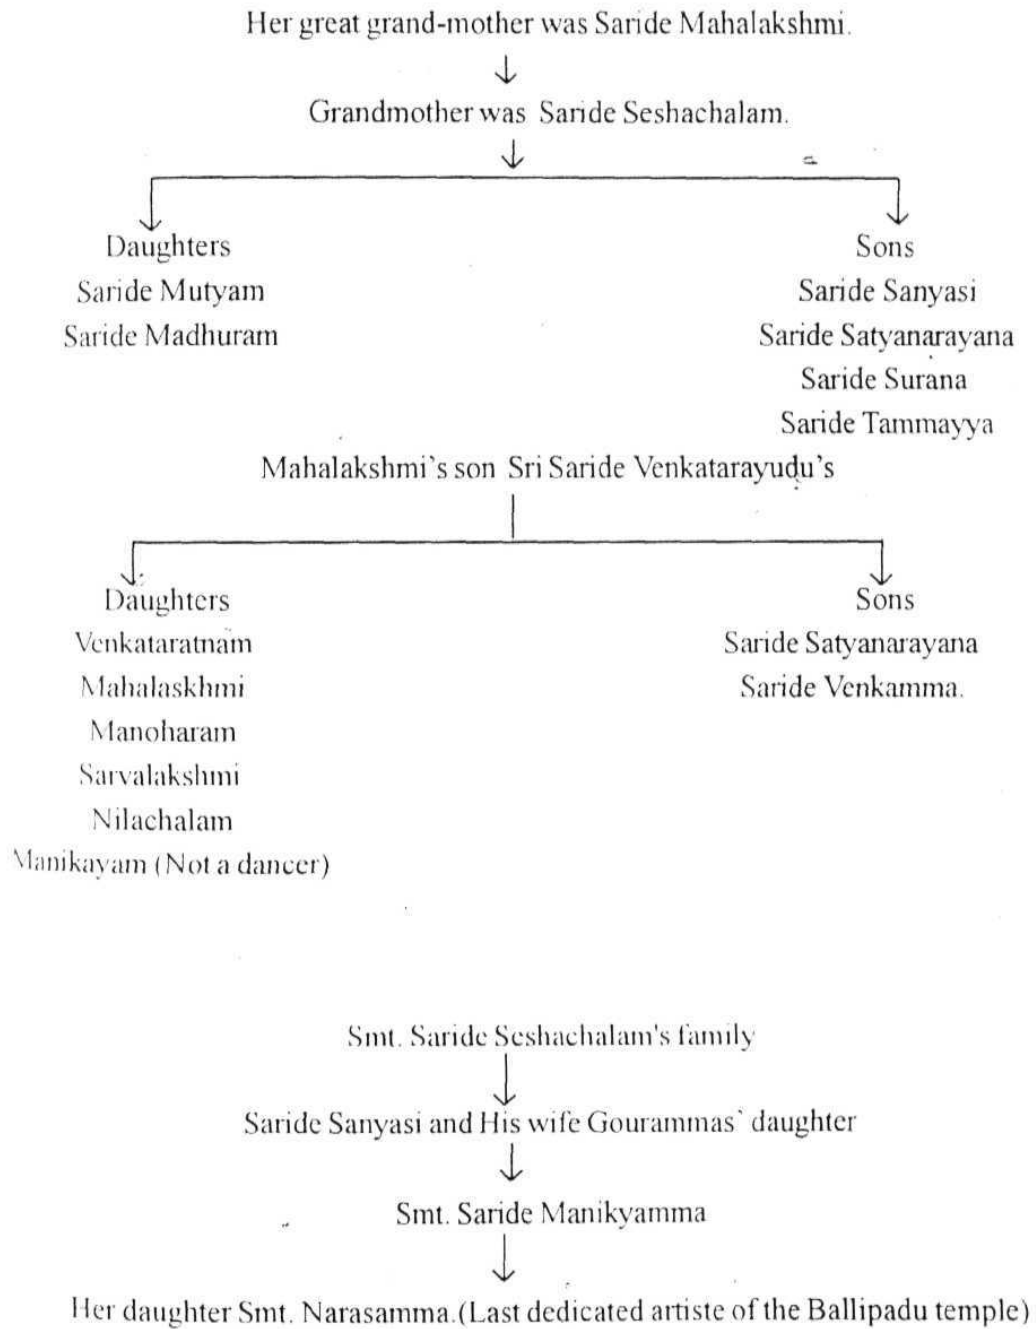 Her great grand-mother was Saride Mahalakshmi.
Grandmother was Saride Seshachalam.
Daughters
Saride Mutyam
Saride Madhuram
Sons
Saride Sanyasi
Saride Satyanarayana
Saride Surana
Saride Tammayya
Mahalakshmi's son Sri Saride Venkatarayudu's
Daughters
Venkataratnam
Mahalaskhmi
Manoharam
Sarvalakshmi
Nilachalam
Manikayam (Not a dancer)
Sons
Saride Satyanarayana
Saride Venkamma.
Smt. Saride Seshachalam's family
Saride Sanyasi and His wife Gourammas` daughter
Smt. Saride Manikyamma
Her daughter Smt. Narasamma.(Last dedicated artiste of the Ballipadu temple)